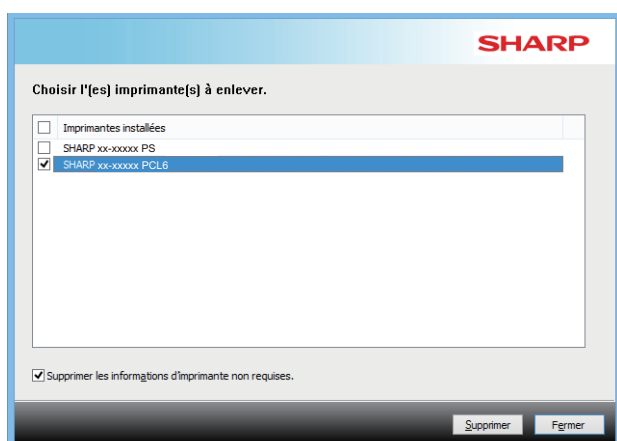 SHARP
Choisir l'(es) imprimante(s) à enlever.
Imprimantes installées
SHARP xx-xxxxx PS
SHARP xx-xxxxx PCL6
Supprimer les informations d'imprimante non requises.
Supprimer Fermer